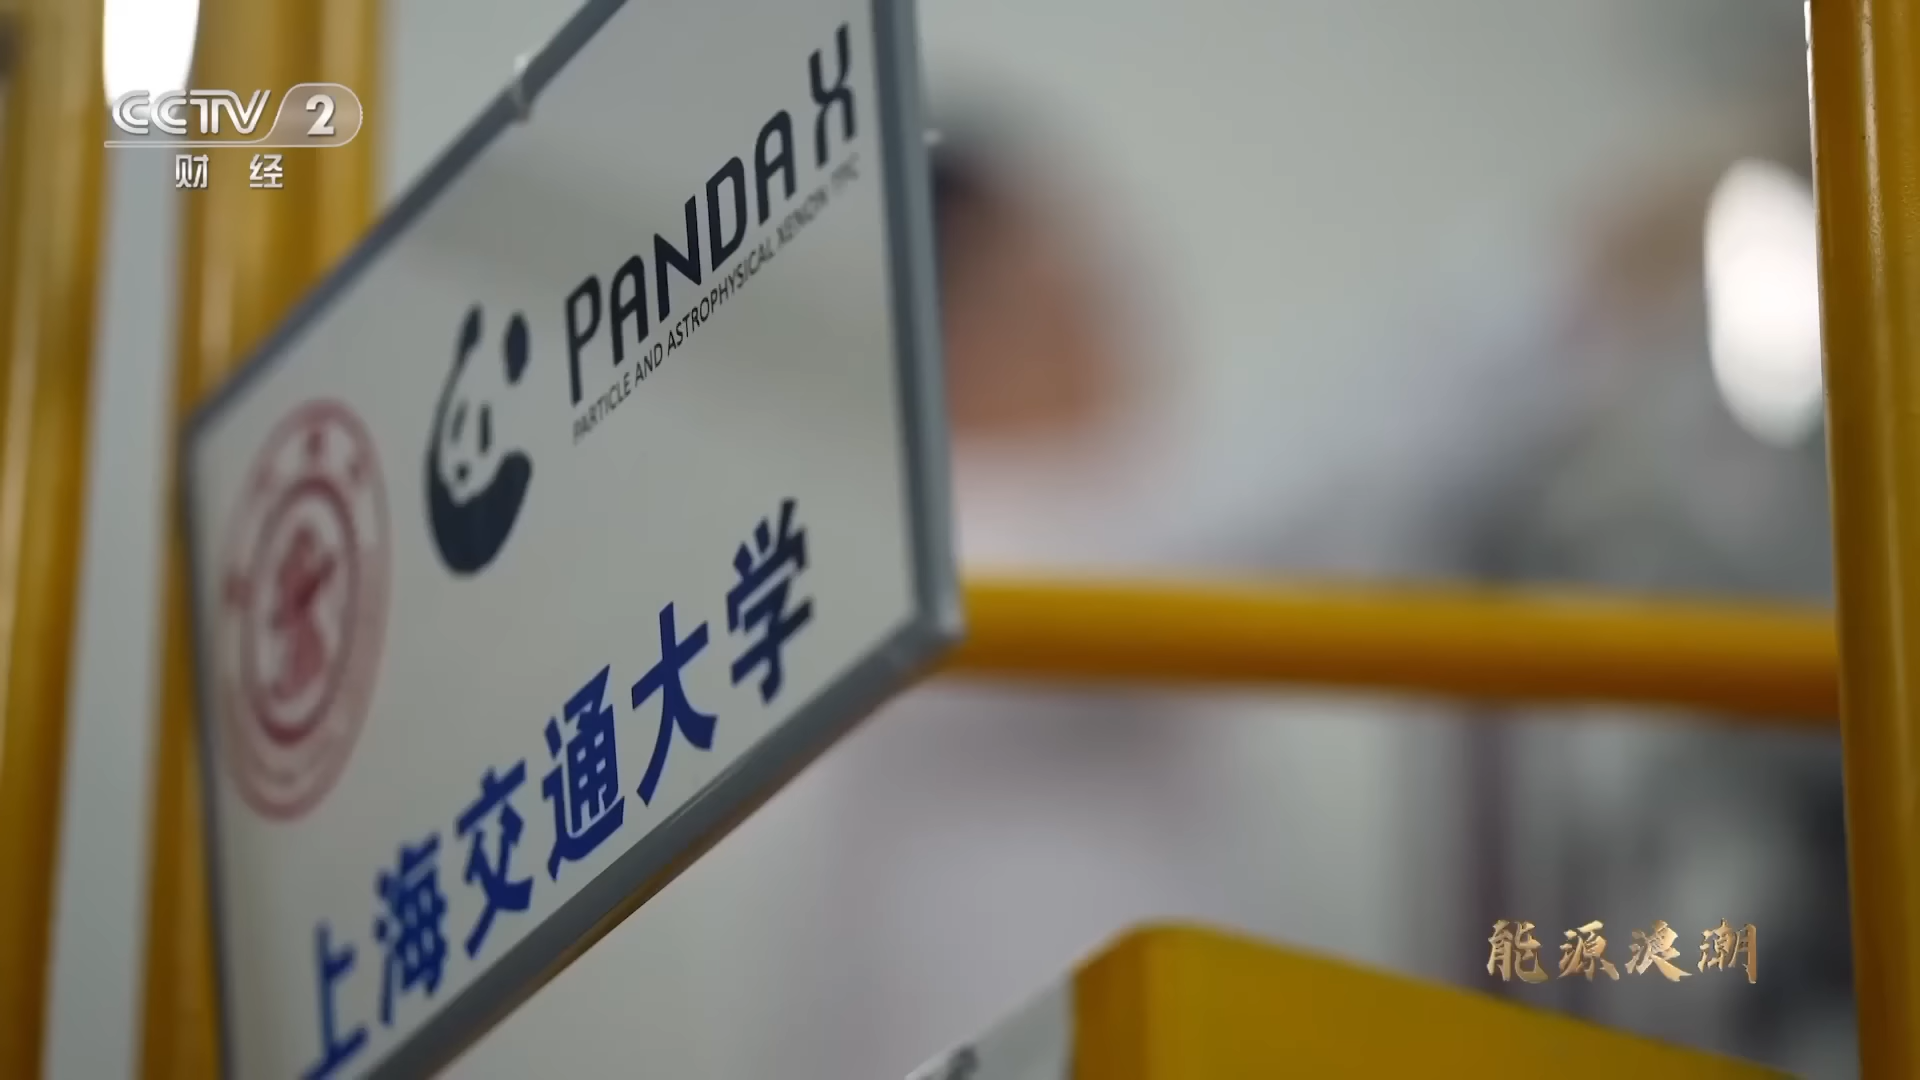 CCTV 2
财经
PANDA X
PARTICLE AND ASTROPHYSICAL XENON TPC
上海交通大学
能源浪潮